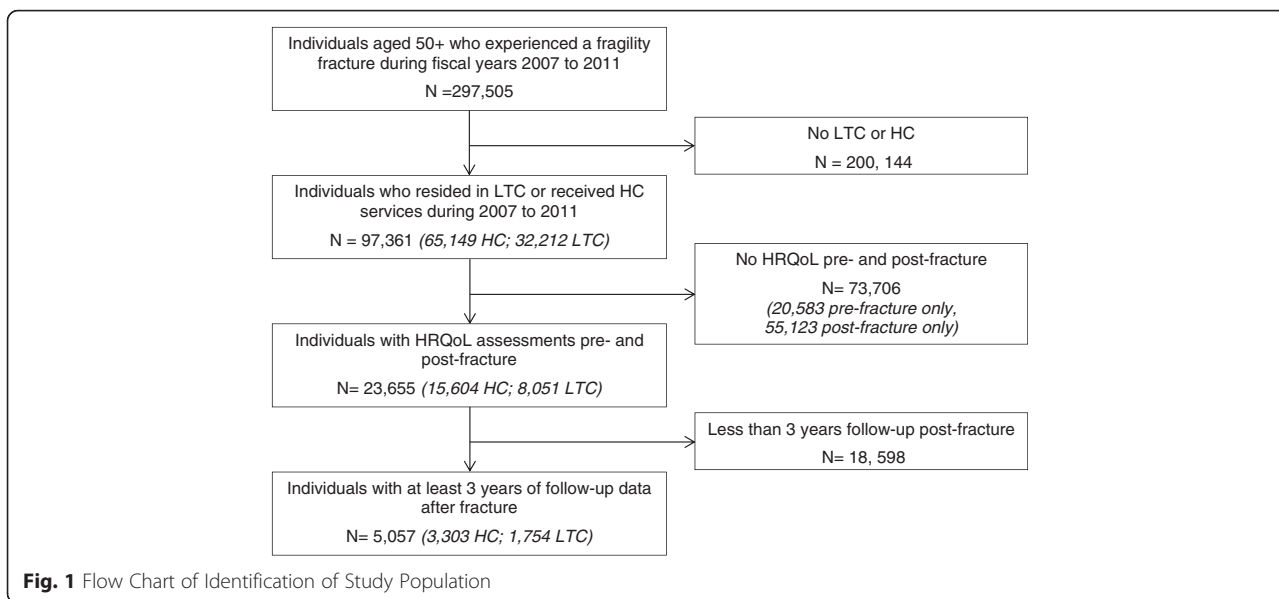 Individuals aged 50+ who experienced a fragility
fracture during fiscal years 2007 to 2011
N =297,505
No LTC or HC
N = 200, 144
Individuals who resided in LTC or received HC
services during 2007 to 2011
N = 97,361 (65,149 HC; 32,212 LTC)
No HRQoL pre- and post-fracture
N= 73,706
(20,583 pre-fracture only,
55,123 post-fracture only)
Individuals with HRQoL assessments pre- and
post-fracture
N= 23,655 (15,604 HC; 8,051 LTC)
Less than 3 years follow-up post-fracture
N= 18, 598
Individuals with at least 3 years of follow-up data
after fracture
N= 5,057 (3,303 HC; 1,754 LTC)
Fig. 1 Flow Chart of Identification of Study Population